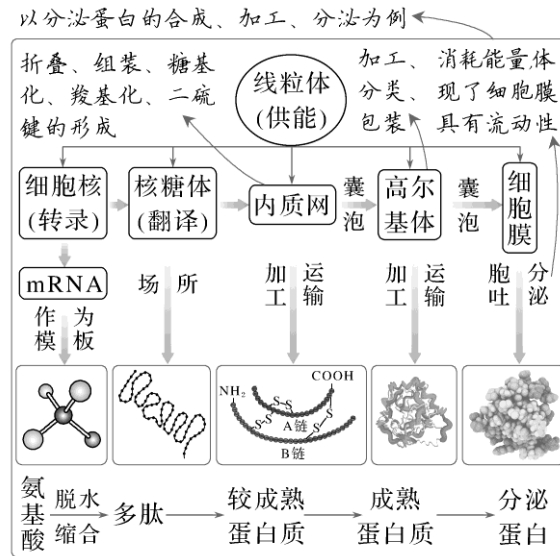 以分泌蛋白的合成、加工、分泌为例
折叠、组装、糖基
化、羧基化、二硫
键的形成
线粒体
(供能)
加工、
分类、
包装
消耗能量体
现了细胞膜
具有流动性
细胞核
(转录)
核糖体
(翻译)
内质网
囊泡
高尔
基体
囊泡
细胞膜
mRNA
作模
为板
场所
加工
运输
加工
运输
胞吐
分泌
NH₂
COOH
S
S
S
S
S
S
A链
B链
氨基酸
脱水
缩合
多肽
较成熟
蛋白质
成熟
蛋白质
分泌
蛋白